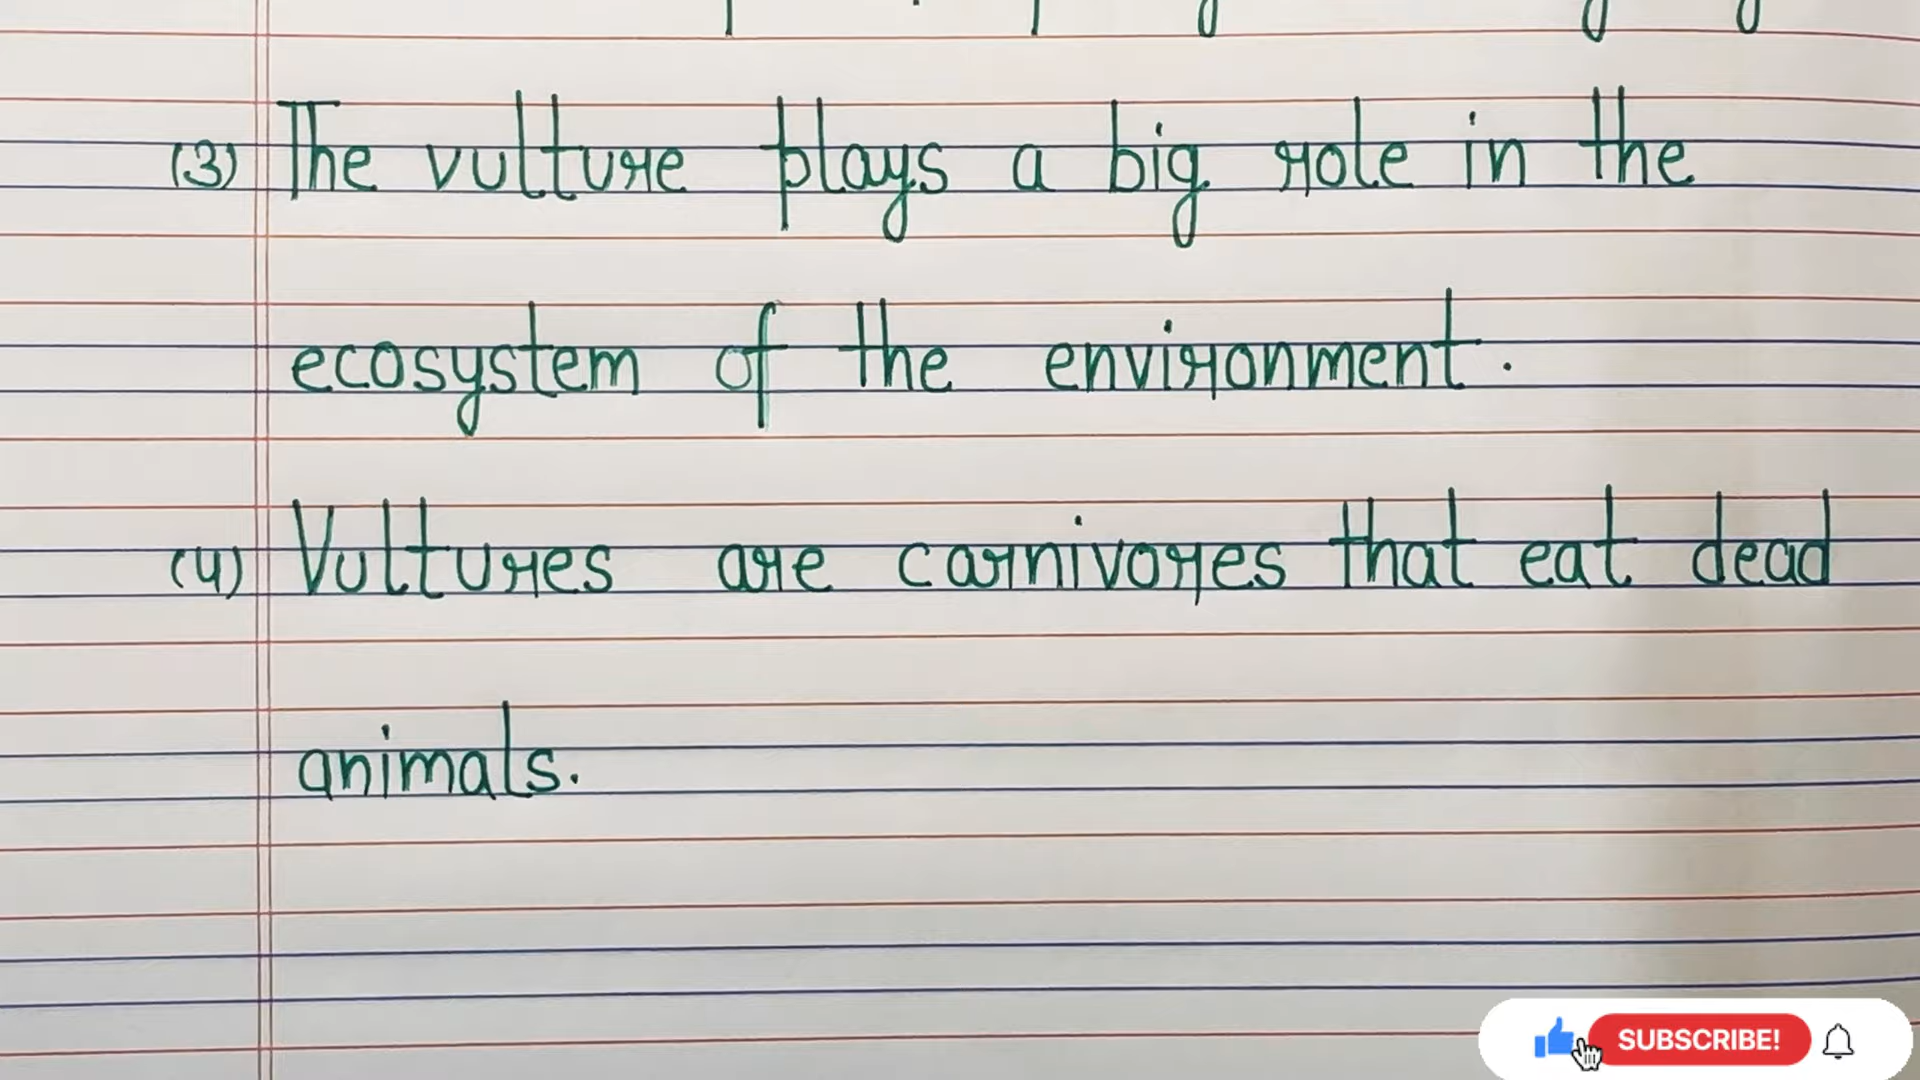 (3) The vulture plays a big role in the
ecosystem of the environment.
(4) Vultures are carnivores that eat dead
animals.
SUBSCRIBE!